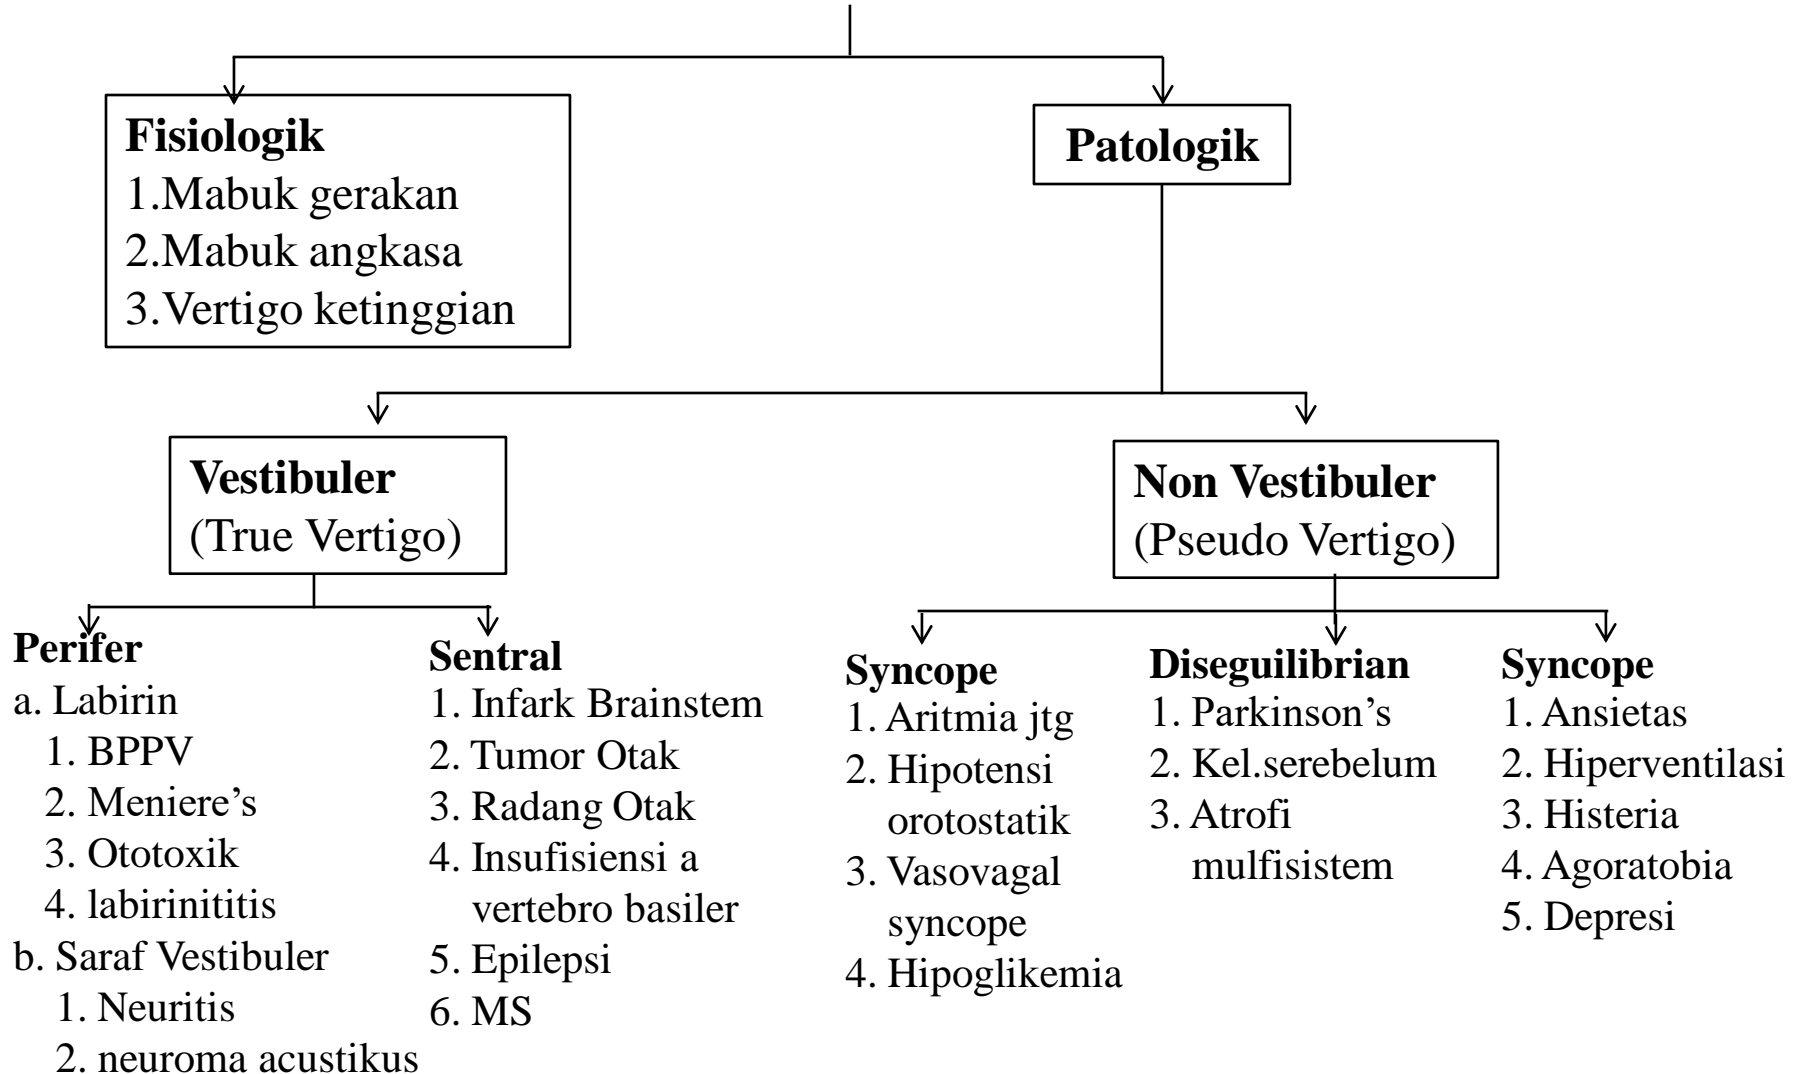 Fisiologik
1.Mabuk gerakan
2.Mabuk angkasa
3.Vertigo ketinggian
Patologik
Vestibuler
(True Vertigo)
Non Vestibuler
(Pseudo Vertigo)
Perifer
a. Labirin
1. BPPV
2. Meniere’s
3. Ototoxik
4. labirinititis
b. Saraf Vestibuler
1. Neuritis
2. neuroma acustikus
Sentral
1. Infark Brainstem
2. Tumor Otak
3. Radang Otak
4. Insufisiensi a
vertebro basiler
5. Epilepsi
6. MS
Syncope
1. Aritmia jtg
2. Hipotensi
orotostatik
3. Vasovagal
syncope
4. Hipoglikemia
Diseguilibrian
1. Parkinson’s
2. Kel.serebelum
3. Atrofi
mulfisistem
Syncope
1. Ansietas
2. Hiperventilasi
3. Histeria
4. Agoratobia
5. Depresi